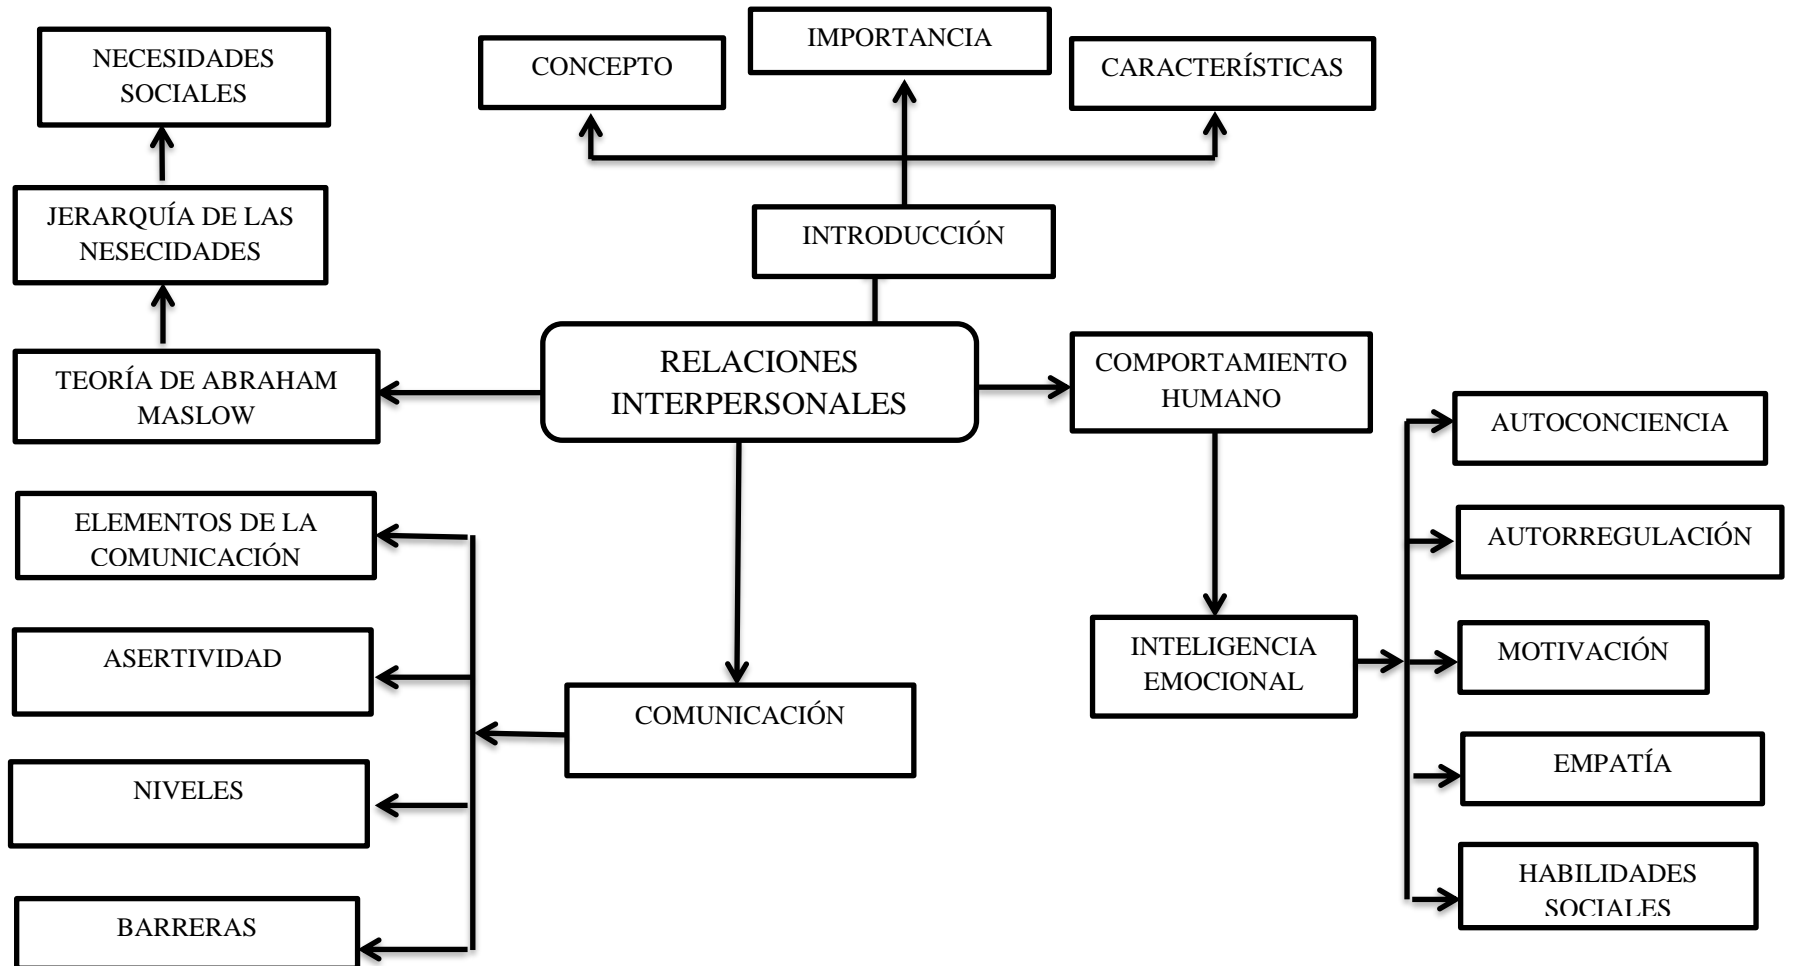 NECESIDADES
SOCIALES
CONCEPTO
IMPORTANCIA
CARACTERÍSTICAS
JERARQUÍA DE LAS
NESECIDADES
INTRODUCCIÓN
TEORÍA DE ABRAHAM
MASLOW
RELACIONES
INTERPERSONALES
COMPORTAMIENTO
HUMANO
ELEMENTOS DE LA
COMUNICACIÓN
ASERTIVIDAD
NIVELES
BARRERAS
COMUNICACIÓN
INTELIGENCIA
EMOCIONAL
AUTOCONCIENCIA
AUTORREGULACIÓN
MOTIVACIÓN
EMPATÍA
HABILIDADES
SOCIALES